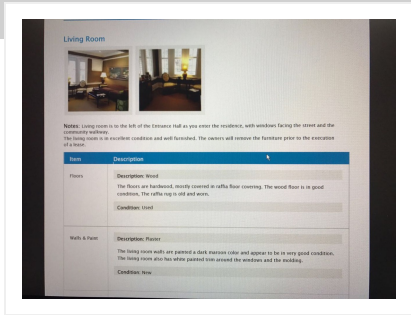 Living Room
Notes: Living room is to the left of the Entrance Hall as you enter the residence, with windows facing the street and the
community walkway.
The living room is in excellent condition and well furnished. The owners will remove the furniture prior to the execution
of a lease.
Item Description
Floors Description: Wood
The floors are hardwood, mostly covered in raffia floor covering. The wood floor is in good
condition. The raffia rug is old and worn.
Condition: Used
Walls & Paint Description: Plaster
The living room walls are painted a dark maroon color and appear to be in very good condition.
The living room also has white painted trim around the windows and the molding.
Condition: New